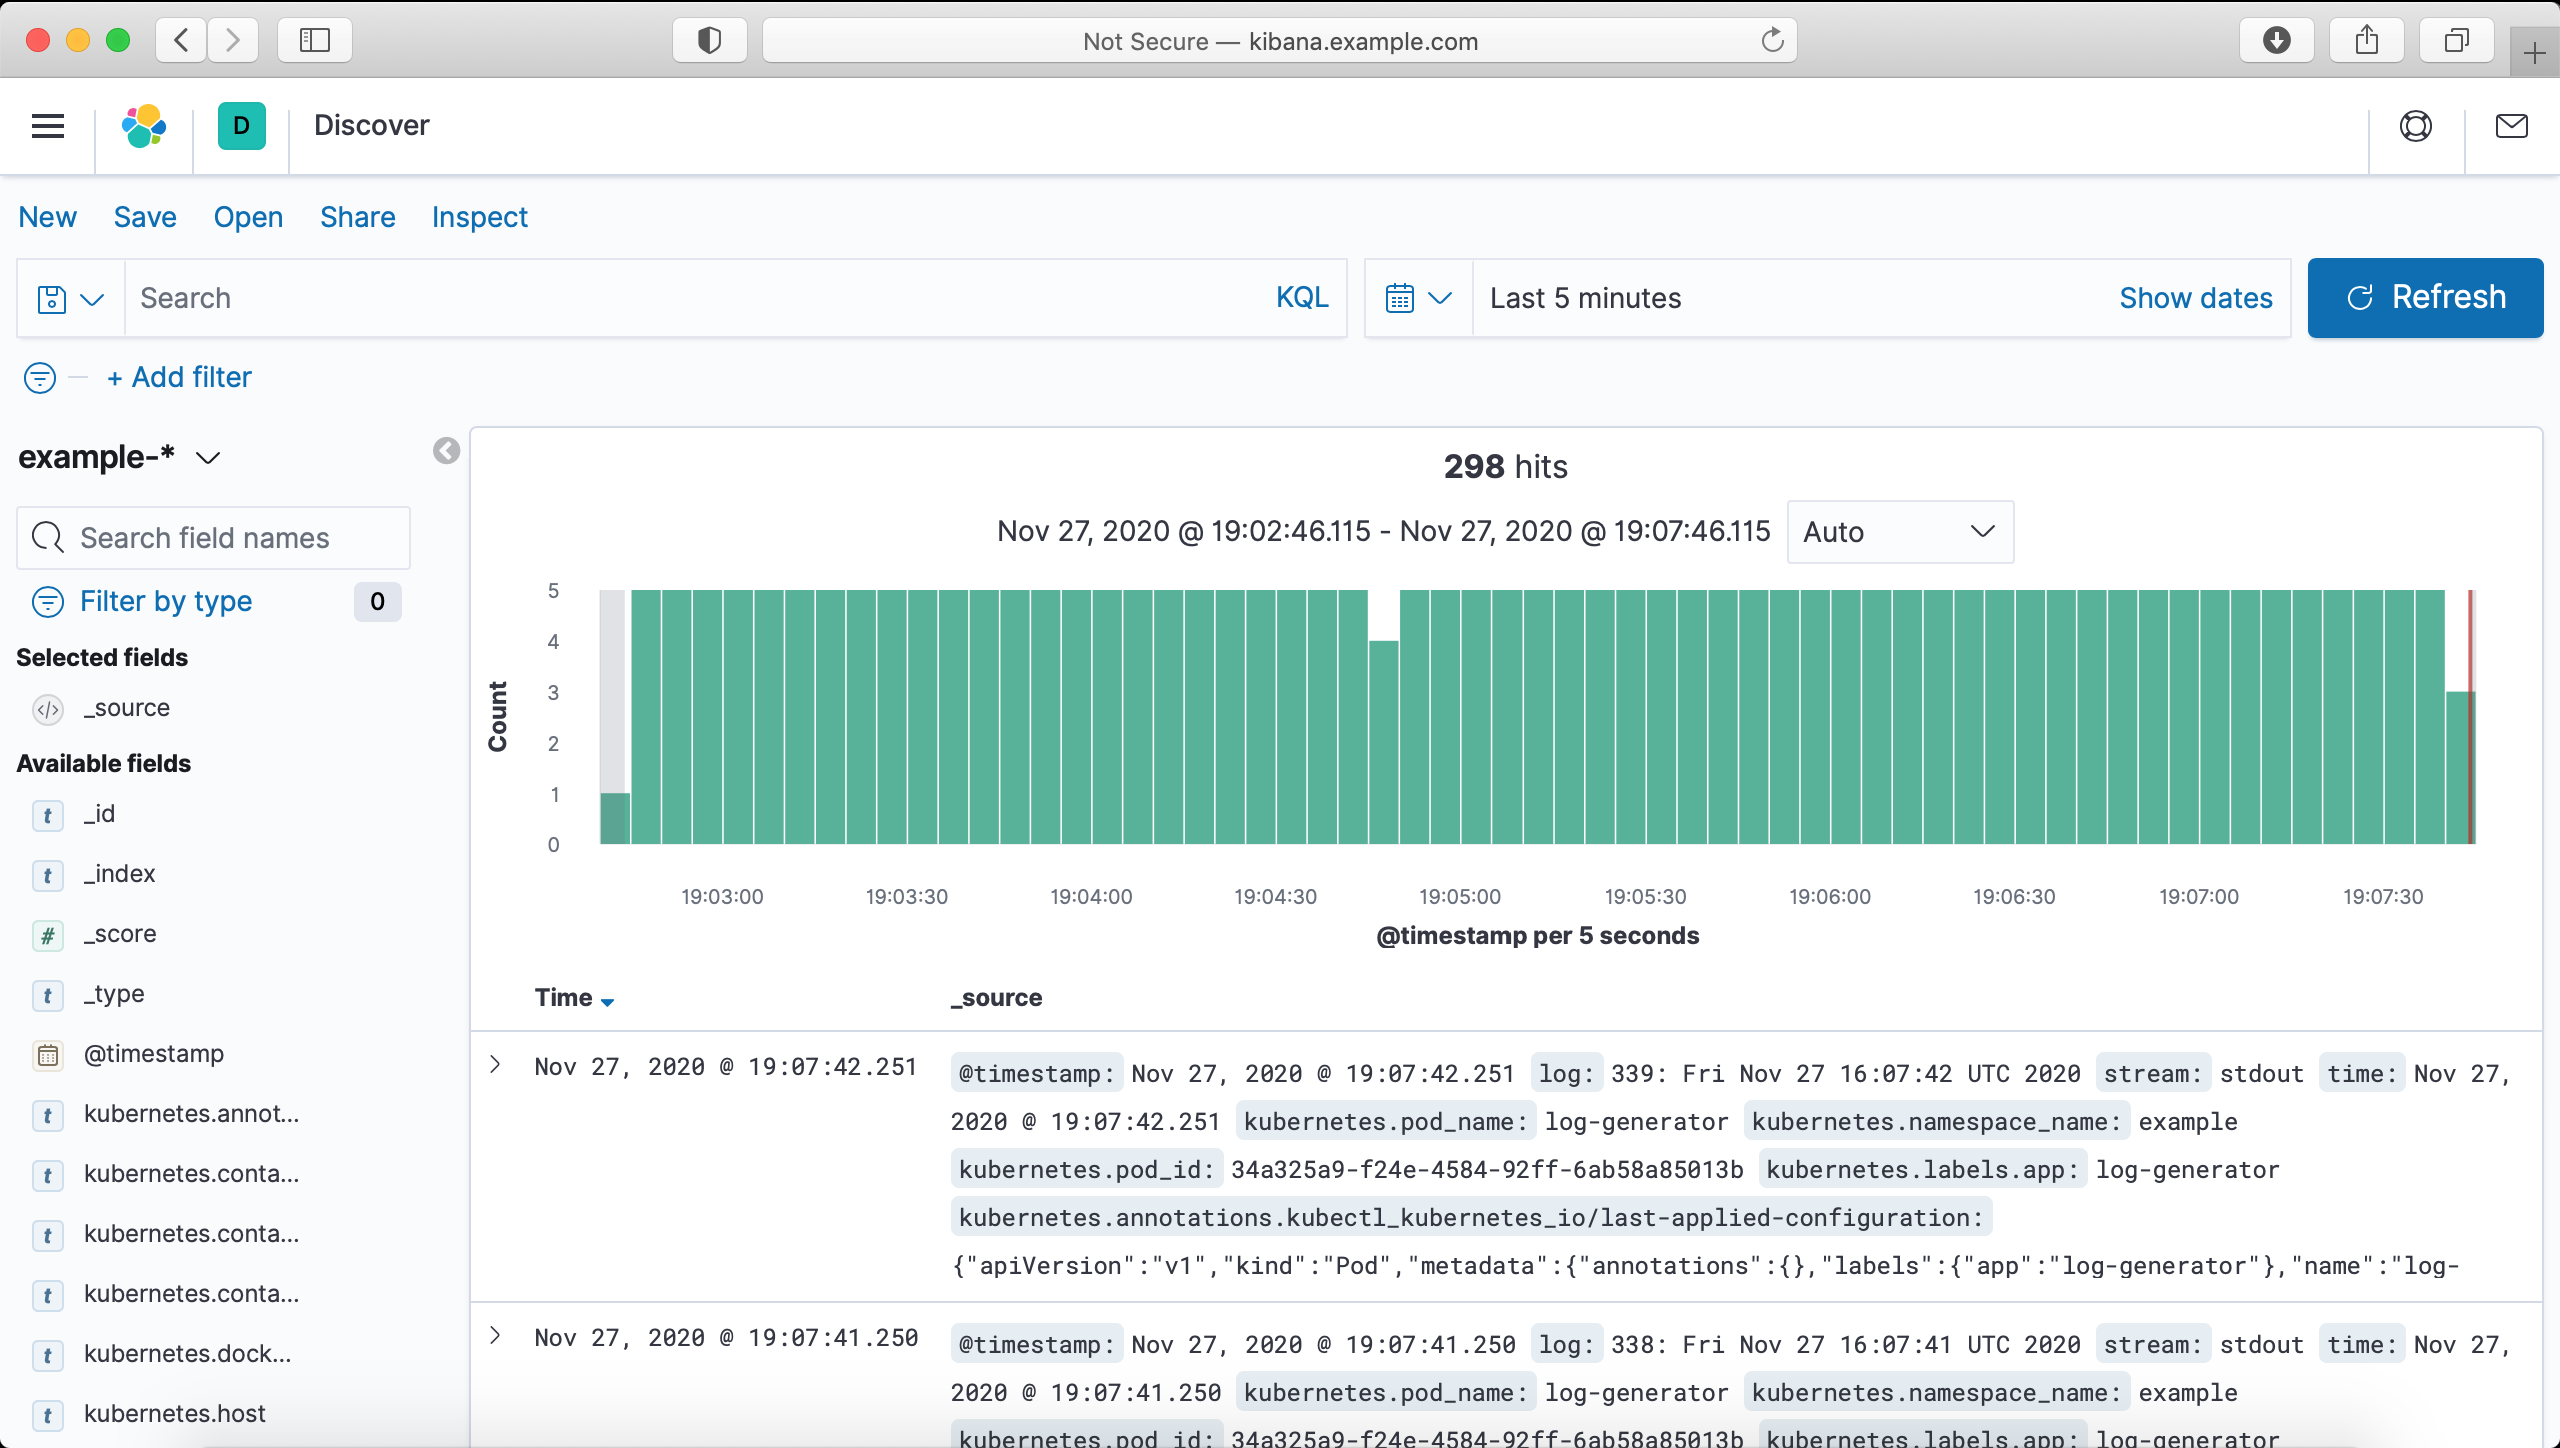 Not Secure — kibana.example.com
D Discover
New Save Open Share Inspect
Search KQL Last 5 minutes Show dates Refresh
+ Add filter
example-*
Search field names
Filter by type 0
Selected fields
_source
Available fields
t _id
t _index
# _score
t _type
@timestamp
t kubernetes.annot...
t kubernetes.conta...
t kubernetes.conta...
t kubernetes.conta...
t kubernetes.dock...
t kubernetes.host
298 hits
Nov 27, 2020 @ 19:02:46.115 - Nov 27, 2020 @ 19:07:46.115 Auto
Count
5
4
3
2
1
0
19:03:00 19:03:30 19:04:00 19:04:30 19:05:00 19:05:30 19:06:00 19:06:30 19:07:00 19:07:30
@timestamp per 5 seconds
Time _source
Nov 27, 2020 @ 19:07:42.251 @timestamp: Nov 27, 2020 @ 19:07:42.251 log: 339: Fri Nov 27 16:07:42 UTC 2020 stream: stdout time: Nov 27,
2020 @ 19:07:42.251 kubernetes.pod_name: log-generator kubernetes.namespace_name: example
kubernetes.pod_id: 34a325a9-f24e-4584-92ff-6ab58a85013b kubernetes.labels.app: log-generator
kubernetes.annotations.kubectl_kubernetes_io/last-applied-configuration:
{"apiVersion":"v1","kind":"Pod","metadata":{"annotations":{},"labels":{"app":"log-generator"},"name":"log-
Nov 27, 2020 @ 19:07:41.250 @timestamp: Nov 27, 2020 @ 19:07:41.250 log: 338: Fri Nov 27 16:07:41 UTC 2020 stream: stdout time: Nov 27,
2020 @ 19:07:41.250 kubernetes.pod_name: log-generator kubernetes.namespace_name: example
kubernetes.pod_id: 34a325a9-f24e-4584-92ff-6ab58a85013b kubernetes.labels.app: log-generator